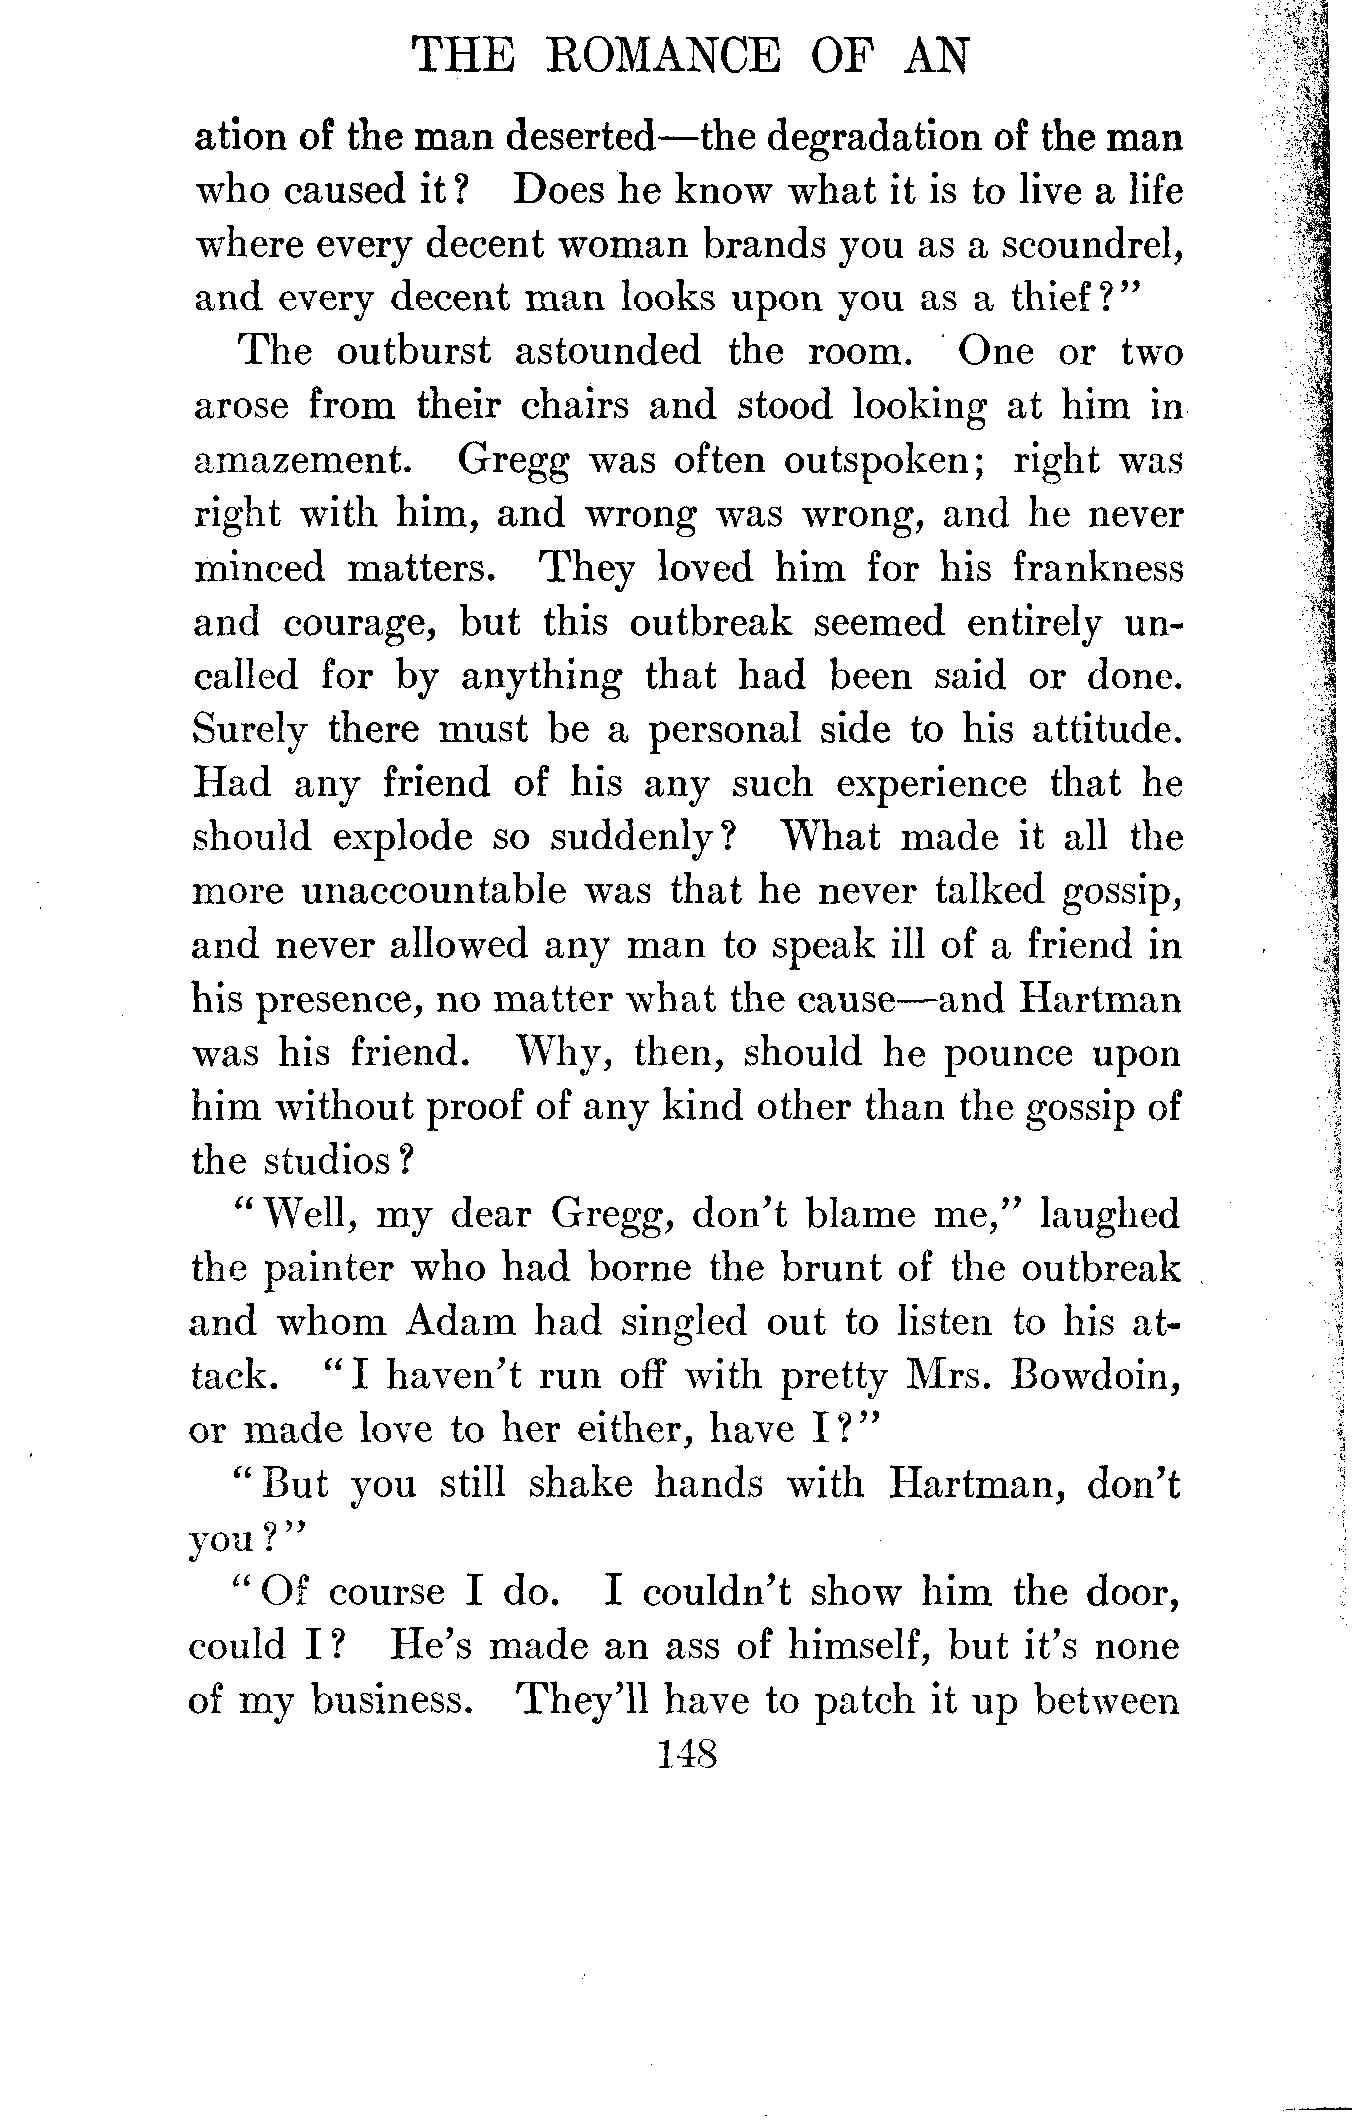 THE ROMANCE OF AN
ation of the man deserted—the degradation of the man
who caused it? Does he know what it is to live a life
where every decent woman brands you as a scoundrel,
and every decent man looks upon you as a thief?"
The outburst astounded the room. One or two
arose from their chairs and stood looking at him in
amazement. Gregg was often outspoken; right was
right with him, and wrong was wrong, and he never
minced matters. They loved him for his frankness
and courage, but this outbreak seemed entirely un-
called for by anything that had been said or done.
Surely there must be a personal side to his attitude.
Had any friend of his any such experience that he
should explode so suddenly? What made it all the
more unaccountable was that he never talked gossip,
and never allowed any man to speak ill of a friend in
his presence, no matter what the cause—and Hartman
was his friend. Why, then, should he pounce upon
him without proof of any kind other than the gossip of
the studios?
"Well, my dear Gregg, don't blame me," laughed
the painter who had borne the brunt of the outbreak
and whom Adam had singled out to listen to his at-
tack. "I haven't run off with pretty Mrs. Bowdoin,
or made love to her either, have I?"
"But you still shake hands with Hartman, don't
you?"
"Of course I do. I couldn't show him the door,
could I? He's made an ass of himself, but it's none
of my business. They'll have to patch it up between
148